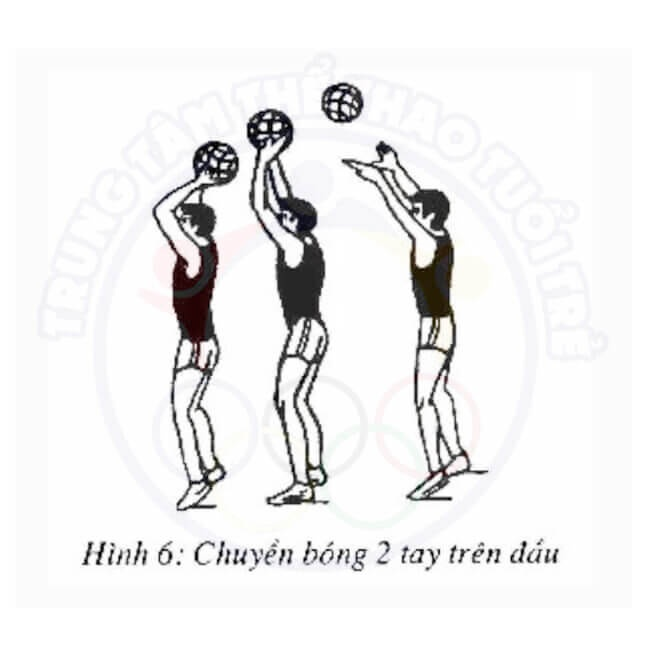 TRUNG TÂM THỂ THAO TUỔI TRẺ
Hình 6: Chuyền bóng 2 tay trên đầu